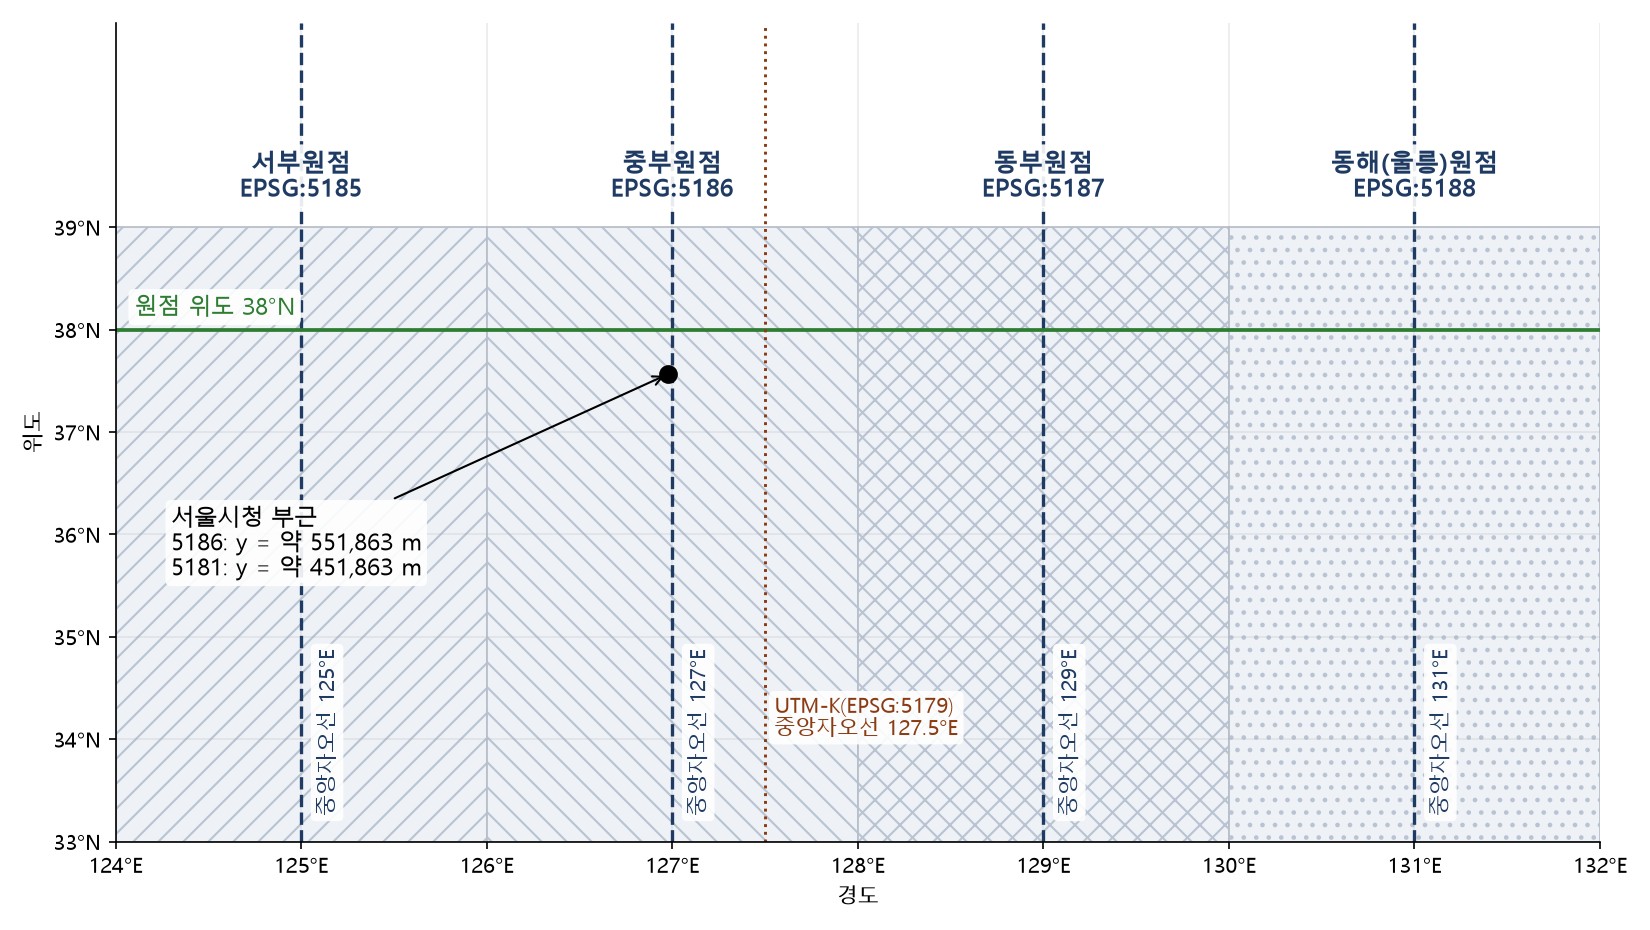 서부원점
EPSG:5185
중부원점
EPSG:5186
동부원점
EPSG:5187
동해(울릉)원점
EPSG:5188
39°N
원점 위도 38°N
38°N
37°N
위도
서울시청 부근
5186: y = 약 551,863 m
5181: y = 약 451,863 m
36°N
35°N
중앙자오선 125°E
중앙자오선 127°E
UTM-K(EPSG:5179)
중앙자오선 127.5°E
중앙자오선 129°E
중앙자오선 131°E
34°N
33°N
124°E
125°E
126°E
127°E
128°E
129°E
130°E
131°E
132°E
경도